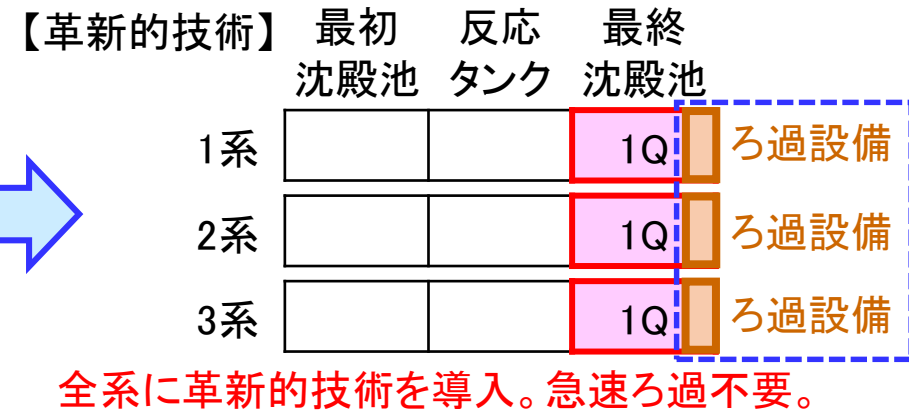 【革新的技術】 最初 反応 最終
沈殿池 タンク 沈殿池
1系 1Q ろ過設備
2系 1Q ろ過設備
3系 1Q ろ過設備
全系に革新的技術を導入。急速ろ過不要。